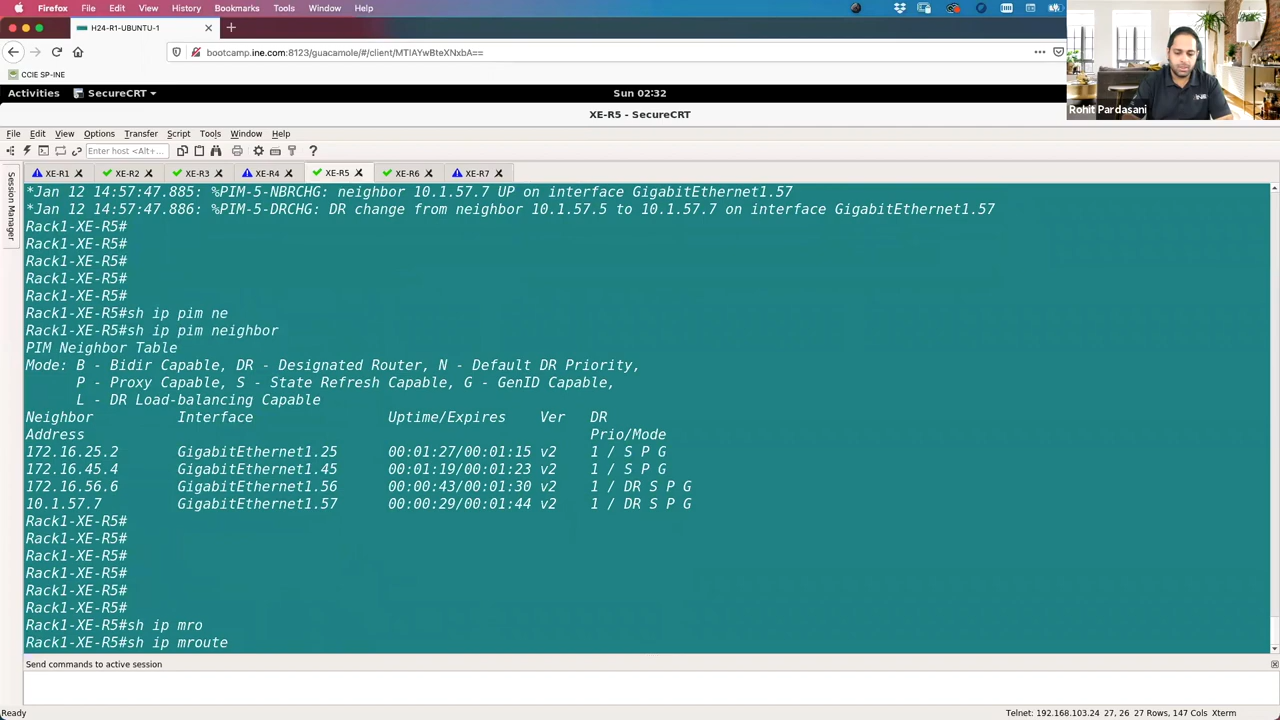 Firefox File Edit View History Bookmarks Tools Window Help
H24-R1-UBUNTU-1
bootcamp.ine.com:8123/guacamole/#/client/MTIAYwBteXNxbA==
CCIE SP-INE
Activities SecureCRT Sun 02:32
XE-R5 - SecureCRT
File Edit View Options Transfer Script Tools Window Help
Enter host <Alt+...
XE-R1 XE-R2 XE-R3 XE-R4 XE-R5 XE-R6 XE-R7
Session Manager
*Jan 12 14:57:47.885: %PIM-5-NBRCHG: neighbor 10.1.57.7 UP on interface GigabitEthernet1.57
*Jan 12 14:57:47.886: %PIM-5-DRCHG: DR change from neighbor 10.1.57.5 to 10.1.57.7 on interface GigabitEthernet1.57
Rack1-XE-R5#
Rack1-XE-R5#
Rack1-XE-R5#
Rack1-XE-R5#
Rack1-XE-R5#
Rack1-XE-R5#sh ip pim ne
Rack1-XE-R5#sh ip pim neighbor
PIM Neighbor Table
Mode: B - Bidir Capable, DR - Designated Router, N - Default DR Priority,
P - Proxy Capable, S - State Refresh Capable, G - GenID Capable,
L - DR Load-balancing Capable
Neighbor Interface Uptime/Expires Ver DR
Address Prio/Mode
172.16.25.2 GigabitEthernet1.25 00:01:27/00:01:15 v2 1 / S P G
172.16.45.4 GigabitEthernet1.45 00:01:19/00:01:23 v2 1 / S P G
172.16.56.6 GigabitEthernet1.56 00:00:43/00:01:30 v2 1 / DR S P G
10.1.57.7 GigabitEthernet1.57 00:00:29/00:01:44 v2 1 / DR S P G
Rack1-XE-R5#
Rack1-XE-R5#
Rack1-XE-R5#
Rack1-XE-R5#
Rack1-XE-R5#
Rack1-XE-R5#
Rack1-XE-R5#sh ip mro
Rack1-XE-R5#sh ip mroute
Send commands to active session
Ready Telnet: 192.168.103.24 27, 26 27 Rows, 147 Cols Xterm
Rohit Pardasani